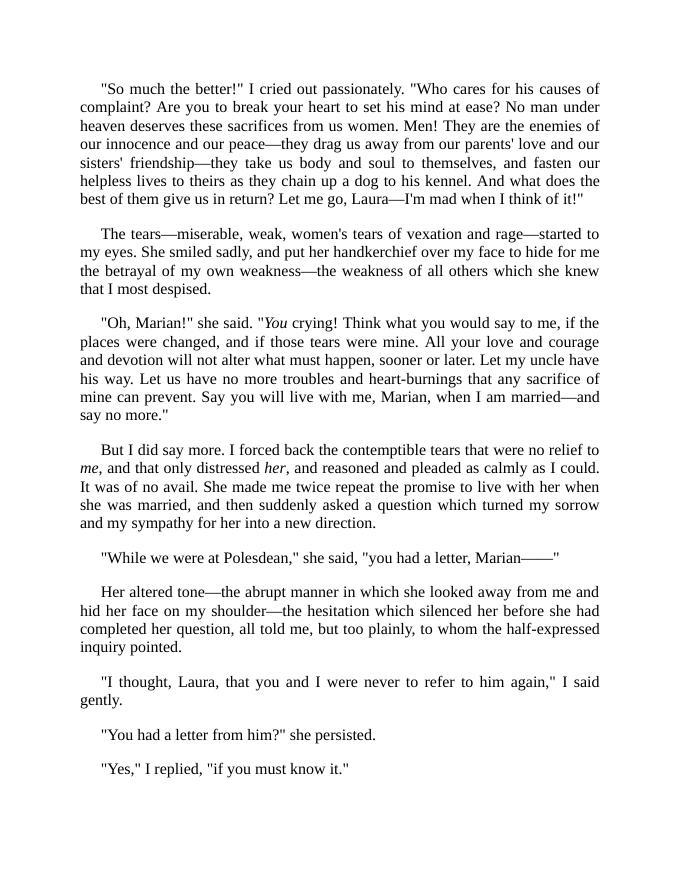 "So much the better!" I cried out passionately. "Who cares for his causes of
complaint? Are you to break your heart to set his mind at ease? No man under
heaven deserves these sacrifices from us women. Men! They are the enemies of
our innocence and our peace—they drag us away from our parents' love and our
sisters' friendship—they take us body and soul to themselves, and fasten our
helpless lives to theirs as they chain up a dog to his kennel. And what does the
best of them give us in return? Let me go, Laura—I'm mad when I think of it!"
The tears—miserable, weak, women's tears of vexation and rage—started to
my eyes. She smiled sadly, and put her handkerchief over my face to hide for me
the betrayal of my own weakness—the weakness of all others which she knew
that I most despised.
"Oh, Marian!" she said. "You crying! Think what you would say to me, if the
places were changed, and if those tears were mine. All your love and courage
and devotion will not alter what must happen, sooner or later. Let my uncle have
his way. Let us have no more troubles and heart-burnings that any sacrifice of
mine can prevent. Say you will live with me, Marian, when I am married—and
say no more."
But I did say more. I forced back the contemptible tears that were no relief to
me, and that only distressed her, and reasoned and pleaded as calmly as I could.
It was of no avail. She made me twice repeat the promise to live with her when
she was married, and then suddenly asked a question which turned my sorrow
and my sympathy for her into a new direction.
"While we were at Polesdean," she said, "you had a letter, Marian——"
Her altered tone—the abrupt manner in which she looked away from me and
hid her face on my shoulder—the hesitation which silenced her before she had
completed her question, all told me, but too plainly, to whom the half-expressed
inquiry pointed.
"I thought, Laura, that you and I were never to refer to him again," I said
gently.
"You had a letter from him?" she persisted.
"Yes," I replied, "if you must know it."